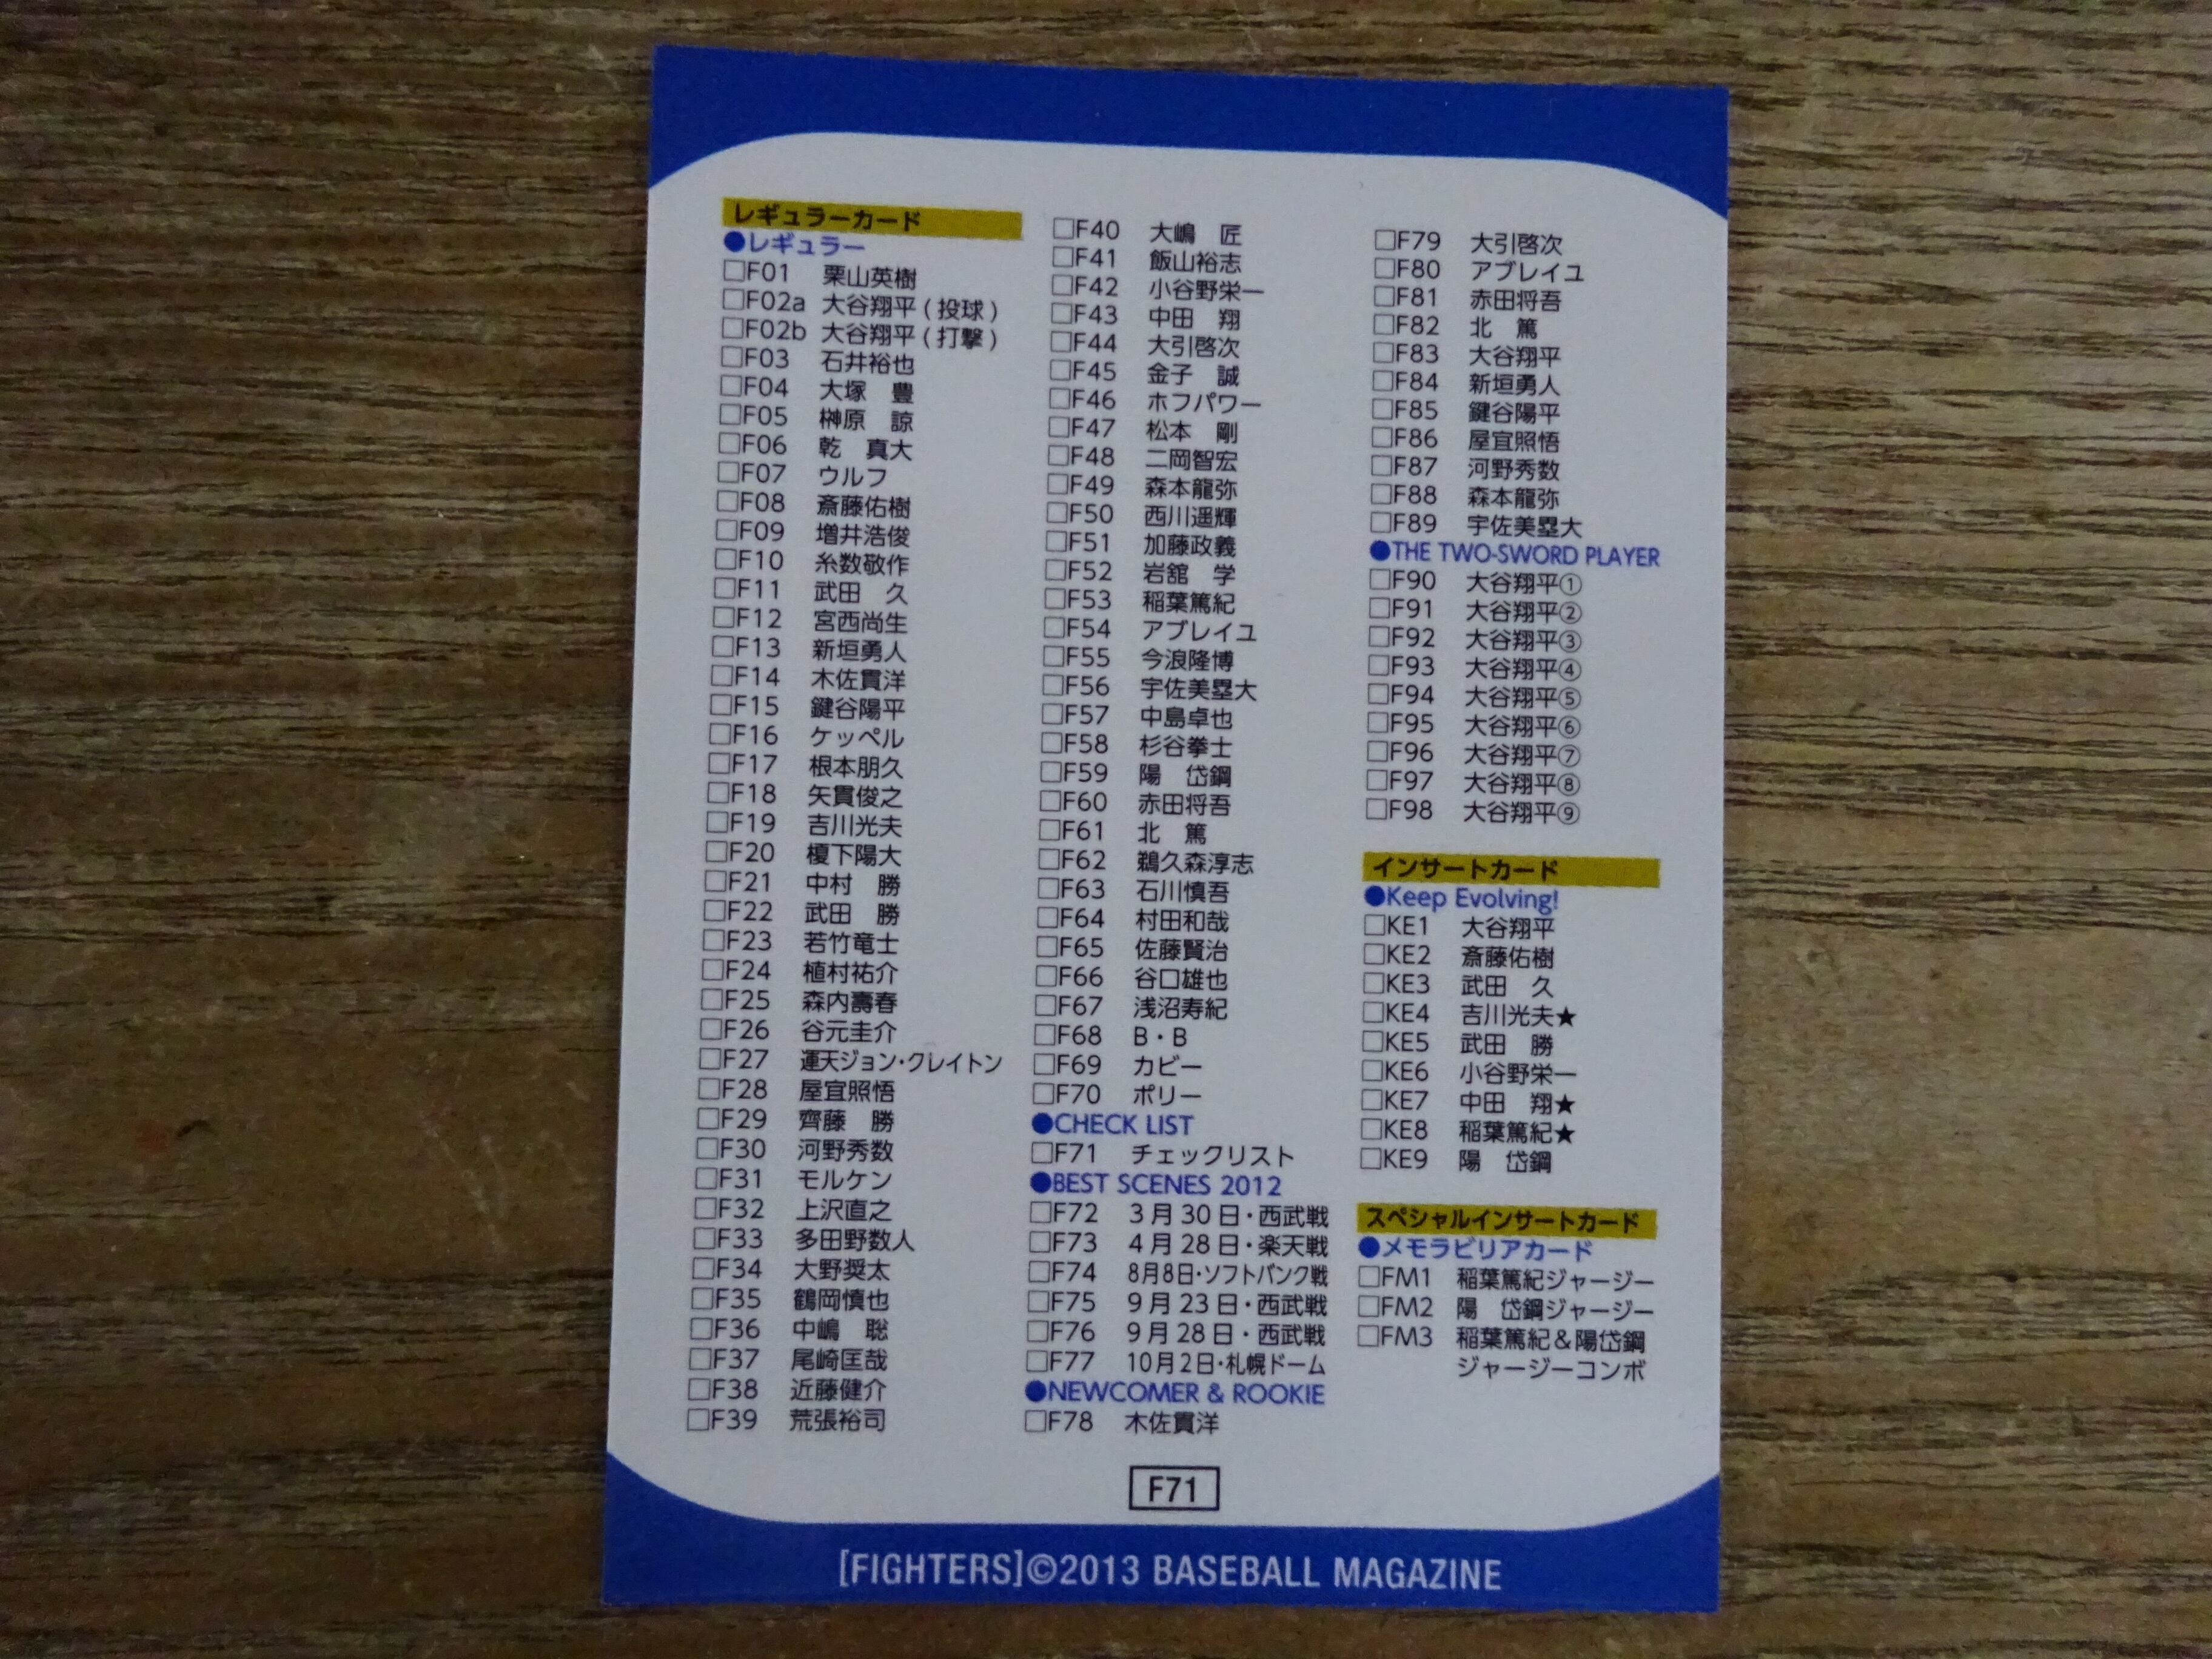 レギュラーカード
●レギュラー
□F01 栗山英樹
□F02a 大谷翔平(投球)
□F02b 大谷翔平(打撃)
□F03 石井裕也
□F04 大塚 豊
□F05 榊原 諒
□F06 乾 真大
□F07 ウルフ
□F08 斎藤佑樹
□F09 増井浩俊
□F10 糸数敬作
□F11 武田 久
□F12 宮西尚生
□F13 新垣勇人
□F14 木佐貫洋
□F15 鍵谷陽平
□F16 ケッペル
□F17 根本朋久
□F18 矢貫俊之
□F19 吉川光夫
□F20 榎下陽大
□F21 中村 勝
□F22 武田 勝
□F23 若竹竜士
□F24 植村祐介
□F25 森内壽春
□F26 谷元圭介
□F27 運天ジョン・クレイトン
□F28 屋宜照悟
□F29 齊藤 勝
□F30 河野秀数
□F31 モルケン
□F32 上沢直之
□F33 多田野数人
□F34 大野奨太
□F35 鶴岡慎也
□F36 中嶋 聡
□F37 尾崎匡哉
□F38 近藤健介
□F39 荒張裕司
□F40 大嶋 匠
□F41 飯山裕志
□F42 小谷野栄一
□F43 中田 翔
□F44 大引啓次
□F45 金子 誠
□F46 ホフパワー
□F47 松本 剛
□F48 二岡智宏
□F49 森本龍弥
□F50 西川遥輝
□F51 加藤政義
□F52 岩舘 学
□F53 稲葉篤紀
□F54 アブレイユ
□F55 今浪隆博
□F56 宇佐美塁大
□F57 中島卓也
□F58 杉谷拳士
□F59 陽 岱鋼
□F60 赤田将吾
□F61 北 篤
□F62 鵜久森淳志
□F63 石川慎吾
□F64 村田和哉
□F65 佐藤賢治
□F66 谷口雄也
□F67 浅沼寿紀
□F68 B・B
□F69 カビー
□F70 ポリー
●CHECK LIST
□F71 チェックリスト
●BEST SCENES 2012
□F72 3月30日・西武戦
□F73 4月28日・楽天戦
□F74 8月8日・ソフトバンク戦
□F75 9月23日・西武戦
□F76 9月28日・西武戦
□F77 10月2日・札幌ドーム
●NEWCOMER & ROOKIE
□F78 木佐貫洋
□F79 大引啓次
□F80 アブレイユ
□F81 赤田将吾
□F82 北 篤
□F83 大谷翔平
□F84 新垣勇人
□F85 鍵谷陽平
□F86 屋宜照悟
□F87 河野秀数
□F88 森本龍弥
□F89 宇佐美塁大
●THE TWO-SWORD PLAYER
□F90 大谷翔平①
□F91 大谷翔平②
□F92 大谷翔平③
□F93 大谷翔平④
□F94 大谷翔平⑤
□F95 大谷翔平⑥
□F96 大谷翔平⑦
□F97 大谷翔平⑧
□F98 大谷翔平⑨
インサートカード
●Keep Evolving!
□KE1 大谷翔平
□KE2 斎藤佑樹
□KE3 武田 久
□KE4 吉川光夫★
□KE5 武田 勝
□KE6 小谷野栄一
□KE7 中田 翔★
□KE8 稲葉篤紀★
□KE9 陽 岱鋼
スペシャルインサートカード
●メモラビリアカード
□FM1 稲葉篤紀ジャージー
□FM2 陽 岱鋼ジャージー
□FM3 稲葉篤紀&陽岱鋼
ジャージーコンボ
F71
[FIGHTERS]©2013 BASEBALL MAGAZINE